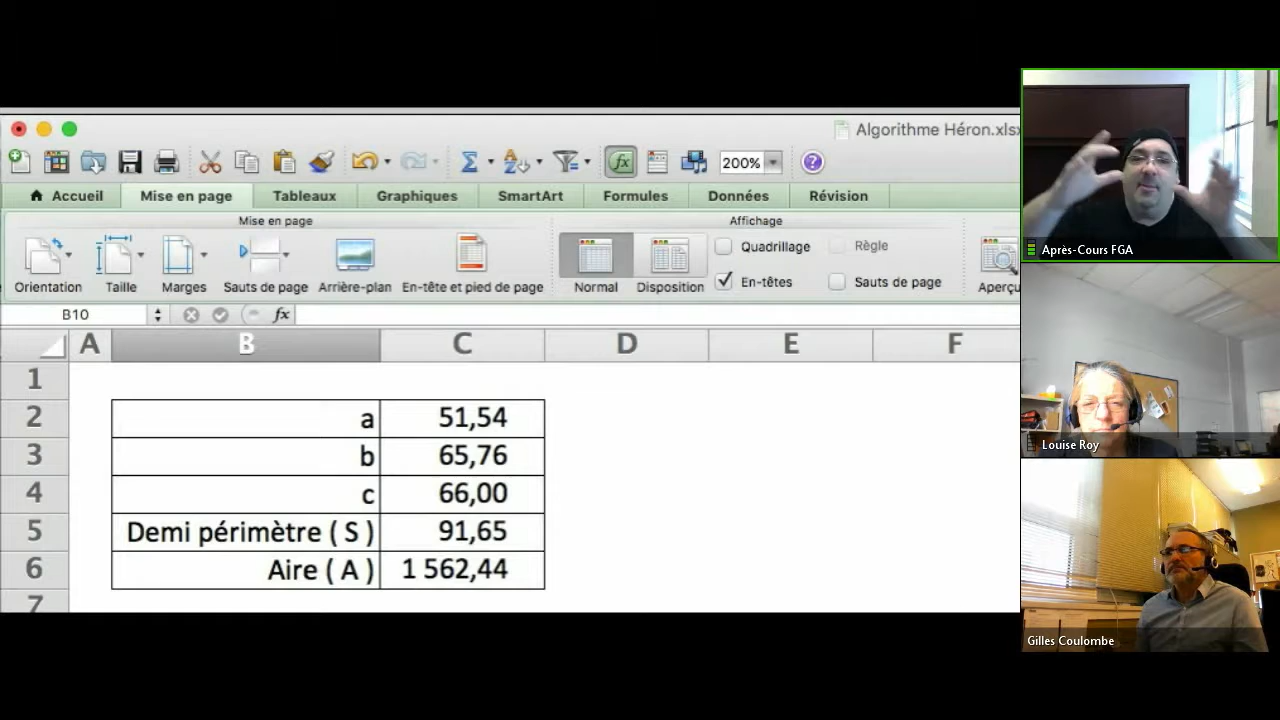 Algorithme Héron.xlsx
200%
Accueil
Mise en page
Tableaux
Graphiques
SmartArt
Formules
Données
Révision
Mise en page
Affichage
Orientation
Taille
Marges
Sauts de page
Arrière-plan
En-tête et pied de page
Normal
Disposition
Quadrillage
Règle
En-têtes
Sauts de page
Aperçu
B10
fx
A B C D E F
1
2 a 51,54
3 b 65,76
4 c 66,00
5 Demi périmètre ( S ) 91,65
6 Aire ( A ) 1 562,44
7
Après-Cours FGA
Louise Roy
Gilles Coulombe